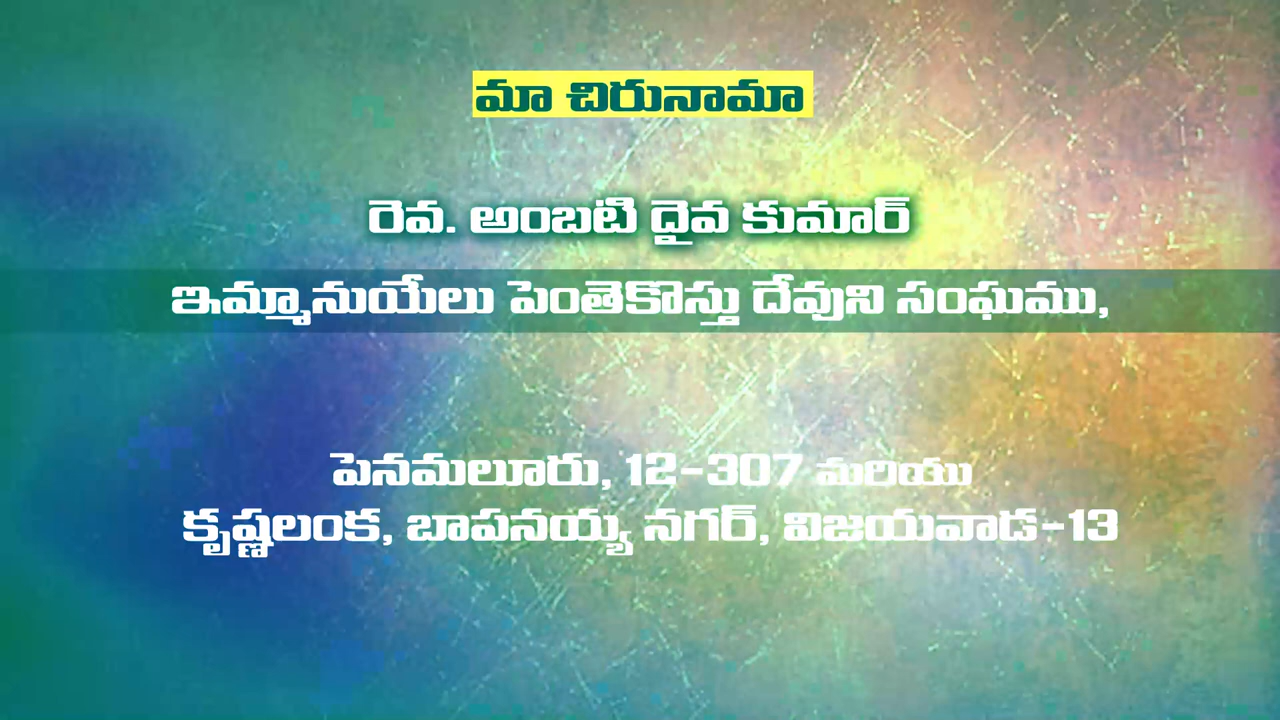 మా చిరునామా
రెవ. అంబటి దైవ కుమార్
ఇమ్మానుయేలు పెంతెకొస్తు దేవుని సంఘము,
పెనమలూరు, 12-307 మరియు
కృష్ణలంక, బాపనయ్య నగర్, విజయవాడ-13